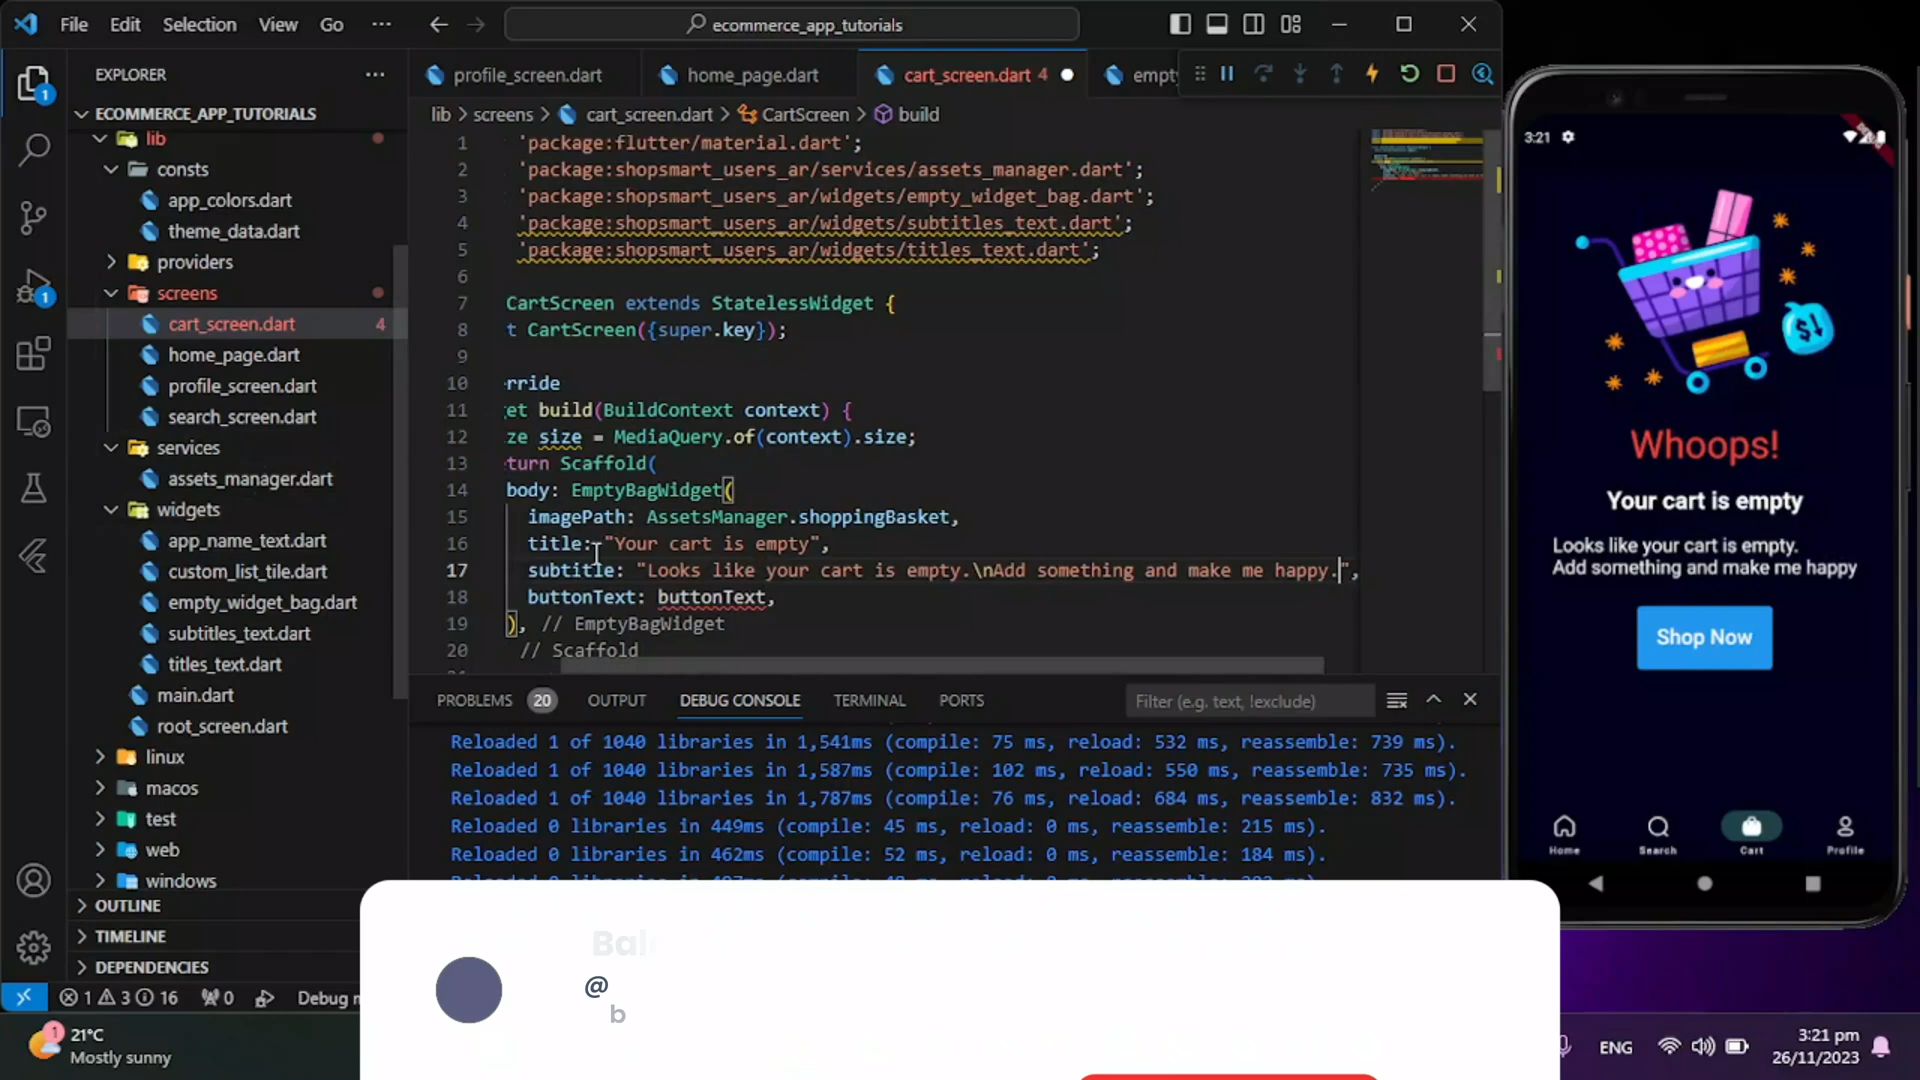 File Edit Selection View Go ···
ecommerce_app_tutorials
EXPLORER
profile_screen.dart
home_page.dart
cart_screen.dart 4
empty
ECOMMERCE_APP_TUTORIALS
lib > screens > cart_screen.dart > CartScreen > build
lib
consts
app_colors.dart
theme_data.dart
providers
screens
cart_screen.dart 4
home_page.dart
profile_screen.dart
search_screen.dart
services
assets_manager.dart
widgets
app_name_text.dart
custom_list_tile.dart
empty_widget_bag.dart
subtitles_text.dart
titles_text.dart
main.dart
root_screen.dart
linux
macos
test
web
windows
OUTLINE
TIMELINE
DEPENDENCIES
1 'package:flutter/material.dart';
2 'package:shopsmart_users_ar/services/assets_manager.dart';
3 'package:shopsmart_users_ar/widgets/empty_widget_bag.dart';
4 'package:shopsmart_users_ar/widgets/subtitles_text.dart';
5 'package:shopsmart_users_ar/widgets/titles_text.dart';
6
7 CartScreen extends StatelessWidget {
8 t CartScreen({super.key});
9
10 rride
11 et build(BuildContext context) {
12 ze size = MediaQuery.of(context).size;
13 turn Scaffold(
14 body: EmptyBagWidget(
15 imagePath: AssetsManager.shoppingBasket,
16 title: "Your cart is empty",
17 subtitle: "Looks like your cart is empty.\nAdd something and make me happy.",
18 buttonText: buttonText,
19 ), // EmptyBagWidget
20 // Scaffold
PROBLEMS 20 OUTPUT DEBUG CONSOLE TERMINAL PORTS
Filter (e.g. text, !exclude)
Reloaded 1 of 1040 libraries in 1,541ms (compile: 75 ms, reload: 532 ms, reassemble: 739 ms).
Reloaded 1 of 1040 libraries in 1,587ms (compile: 102 ms, reload: 550 ms, reassemble: 735 ms).
Reloaded 1 of 1040 libraries in 1,787ms (compile: 76 ms, reload: 684 ms, reassemble: 832 ms).
Reloaded 0 libraries in 449ms (compile: 45 ms, reload: 0 ms, reassemble: 215 ms).
Reloaded 0 libraries in 462ms (compile: 52 ms, reload: 0 ms, reassemble: 184 ms).
3:21
Whoops!
Your cart is empty
Looks like your cart is empty.
Add something and make me happy
Shop Now
Home Search Cart Profile
1 3 16 0 Debug
@
b
21°C
Mostly sunny
ENG
3:21 pm
26/11/2023